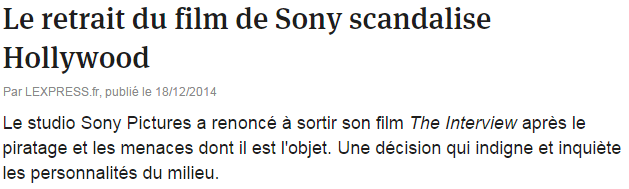 Le retrait du film de Sony scandalise
Hollywood
Par LEXPRESS.fr, publié le 18/12/2014
Le studio Sony Pictures a renoncé à sortir son film The Interview après le
piratage et les menaces dont il est l'objet. Une décision qui indigne et inquiète
les personnalités du milieu.